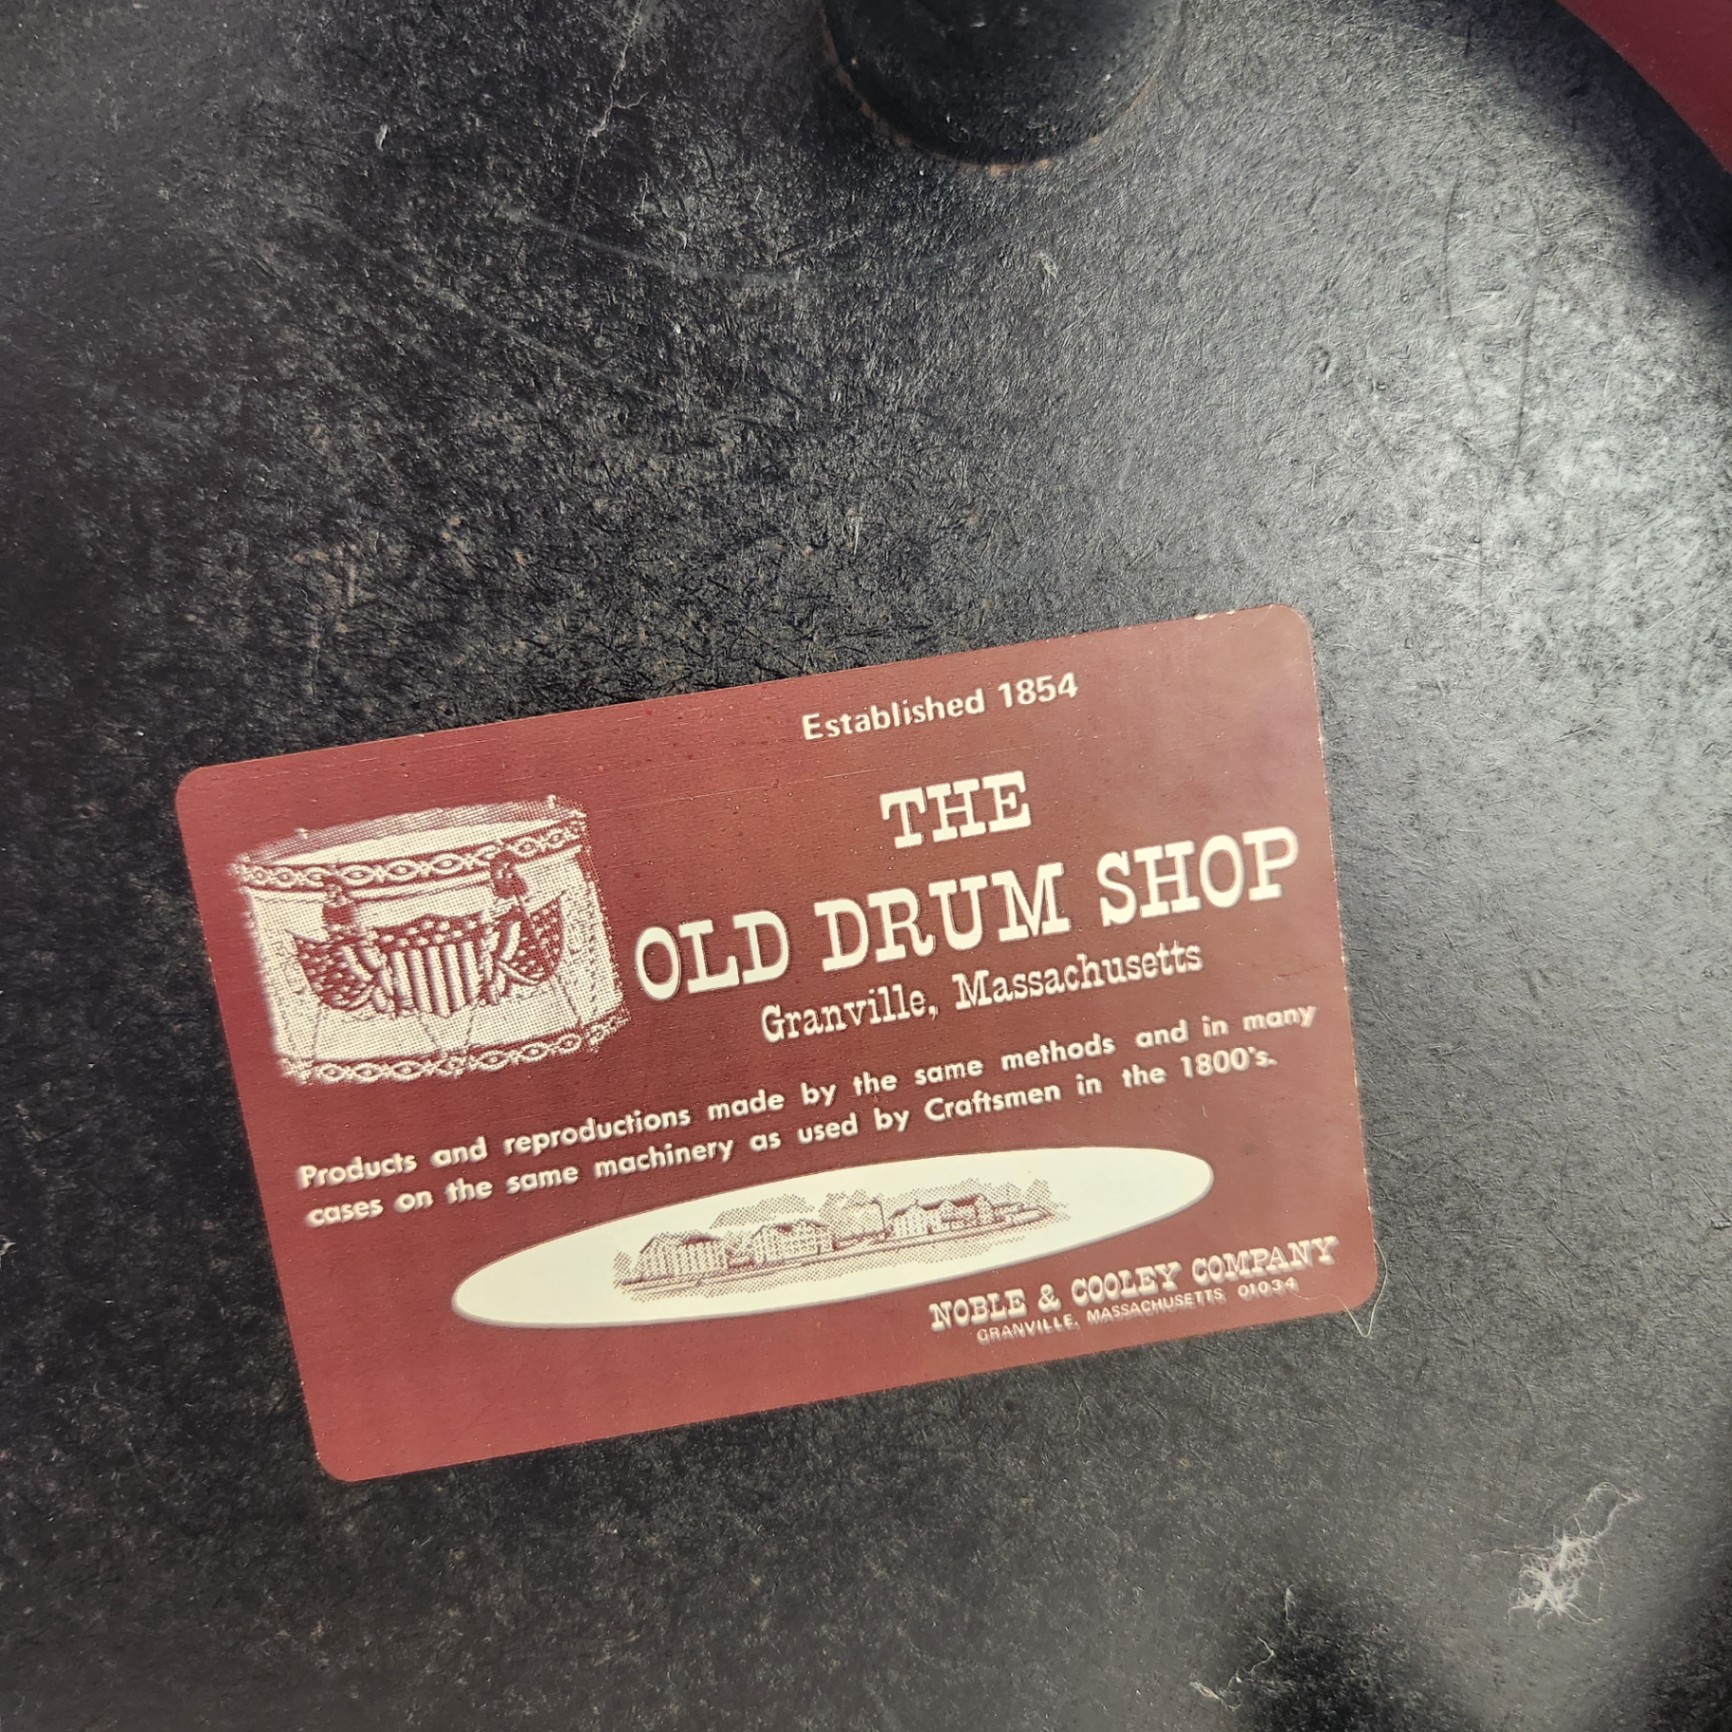 Established 1854
THE
OLD DRUM SHOP
Granville, Massachusetts
Products and reproductions made by the same methods and in many
cases on the same machinery as used by Craftsmen in the 1800's.
NOBLE & COOLEY COMPANY
GRANVILLE, MASSACHUSETTS 01034